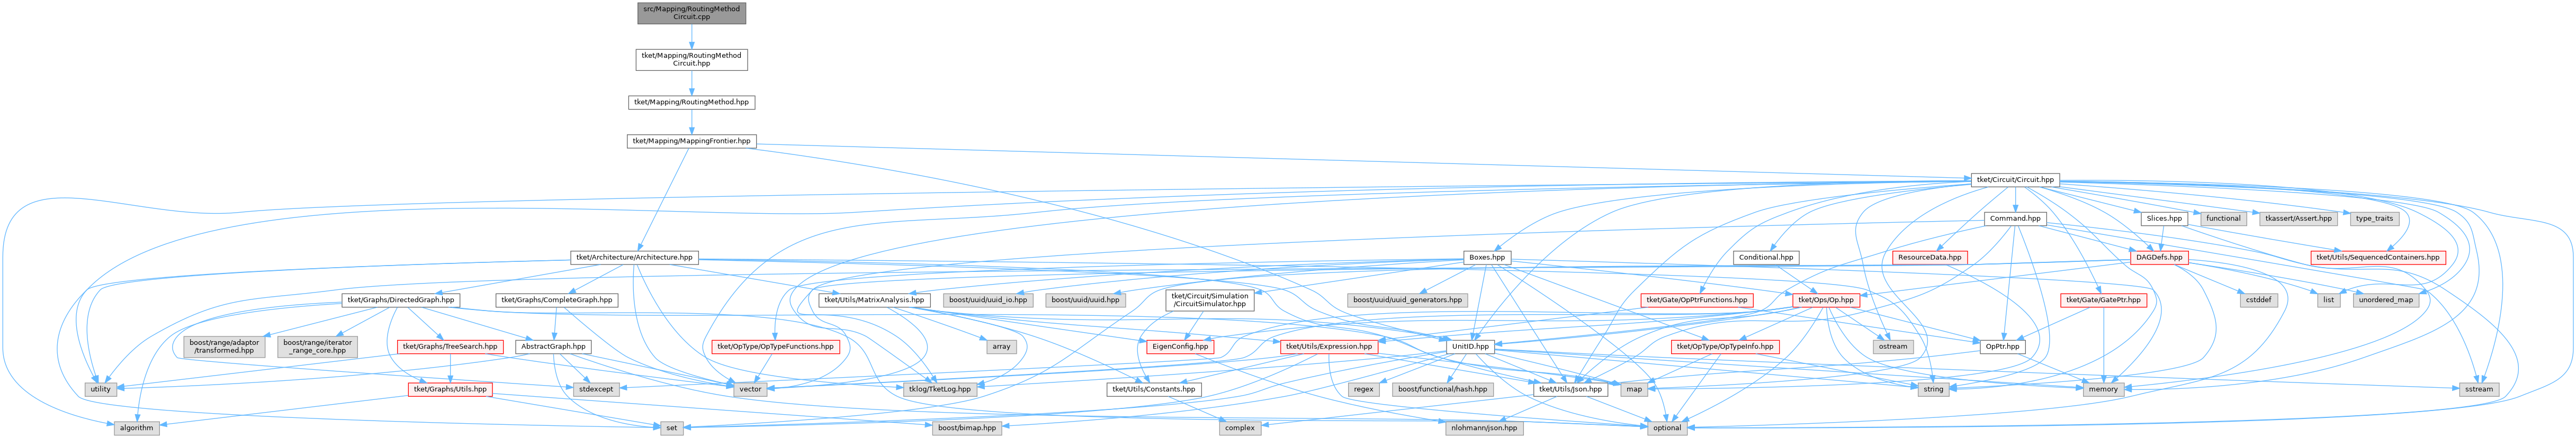 src/Mapping/RoutingMethod
Circuit.cpp
tket/Mapping/RoutingMethod
Circuit.hpp
tket/Mapping/RoutingMethod.hpp
tket/Mapping/MappingFrontier.hpp
tket/Circuit/Circuit.hpp
Command.hpp
Slices.hpp
functional
tkassert/Assert.hpp
type_traits
tket/Architecture/Architecture.hpp
Boxes.hpp
Conditional.hpp
ResourceData.hpp
DAGDefs.hpp
tket/Utils/SequencedContainers.hpp
tket/Graphs/DirectedGraph.hpp
tket/Graphs/CompleteGraph.hpp
tket/Utils/MatrixAnalysis.hpp
boost/uuid/uuid_io.hpp
boost/uuid/uuid.hpp
tket/Circuit/Simulation
/CircuitSimulator.hpp
boost/uuid/uuid_generators.hpp
tket/Gate/OpPtrFunctions.hpp
tket/Ops/Op.hpp
tket/Gate/GatePtr.hpp
cstddef
list
unordered_map
boost/range/adaptor
/transformed.hpp
boost/range/iterator
_range_core.hpp
tket/Graphs/TreeSearch.hpp
AbstractGraph.hpp
tket/OpType/OpTypeFunctions.hpp
array
EigenConfig.hpp
tket/Utils/Expression.hpp
UnitID.hpp
tket/OpType/OpTypeInfo.hpp
ostream
OpPtr.hpp
utility
tket/Graphs/Utils.hpp
stdexcept
vector
tklog/TketLog.hpp
tket/Utils/Constants.hpp
regex
boost/functional/hash.hpp
tket/Utils/Json.hpp
map
string
memory
sstream
algorithm
set
boost/bimap.hpp
complex
nlohmann/json.hpp
optional